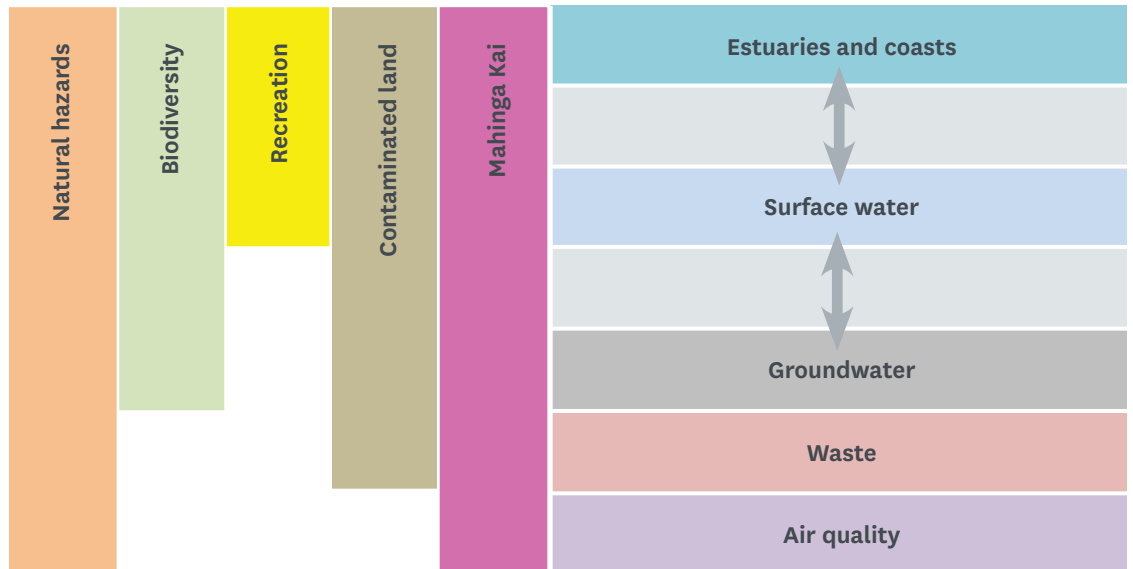 Natural hazards
Biodiversity
Recreation
Contaminated land
Mahinga Kai
Estuaries and coasts
Surface water
Groundwater
Waste
Air quality